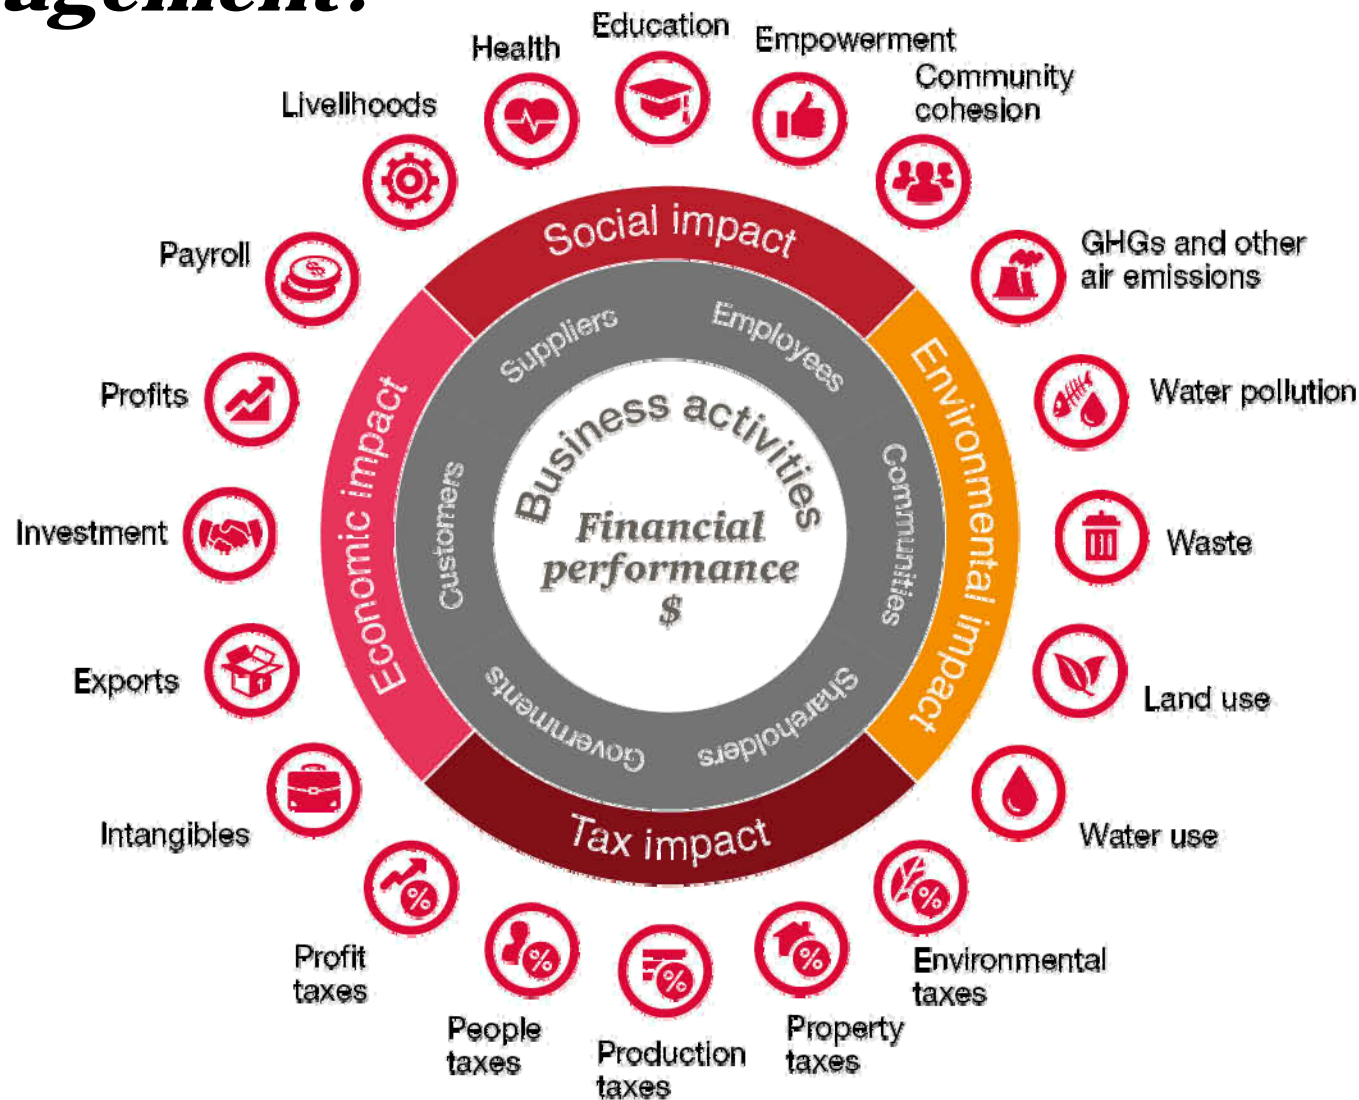 agement?
Education
Empowerment
Health
Community
cohesion
Livelihoods
GHGs and other
air emissions
Payroll
Water pollution
Profits
Investment
Waste
Exports
Land use
Intangibles
Water use
Profit
taxes
Environmental
taxes
People
taxes
Property
taxes
Production
taxes
Social impact
Environmental impact
Tax impact
Economic impact
Suppliers
Employees
Communities
Shareholders
Governments
Customers
Business activities
Financial
performance
$